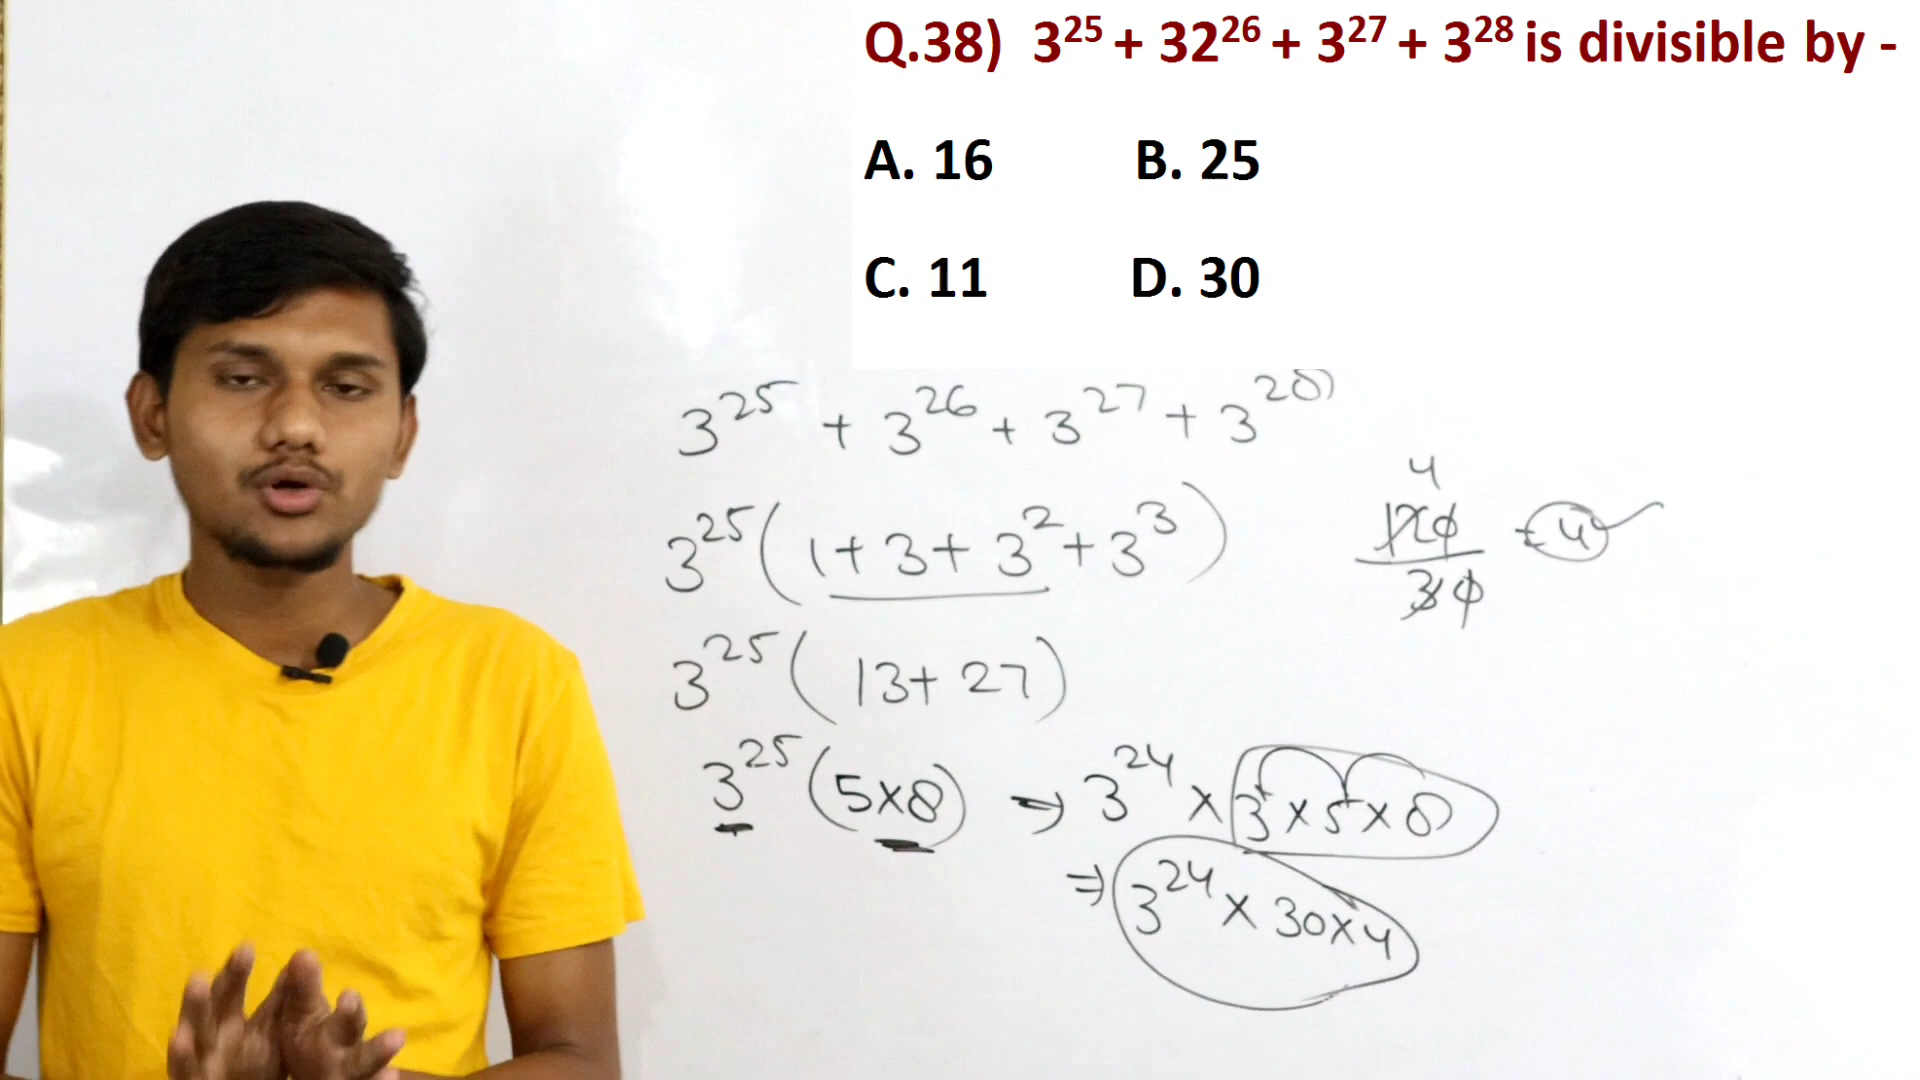 Q.38) 3²⁵ + 32²⁶ + 3²⁷ + 3²⁸ is divisible by -
A. 16 B. 25
C. 11 D. 30
3²⁵ + 3²⁶ + 3²⁷ + 3²⁸
3²⁵ ( 1 + 3 + 3² + 3³ )
4
120
30
= 4
3²⁵ ( 13 + 27 )
3²⁵ (5×8) ⇒ 3²⁴ × 3 × 5 × 8
⇒ 3²⁴ × 30 × 4